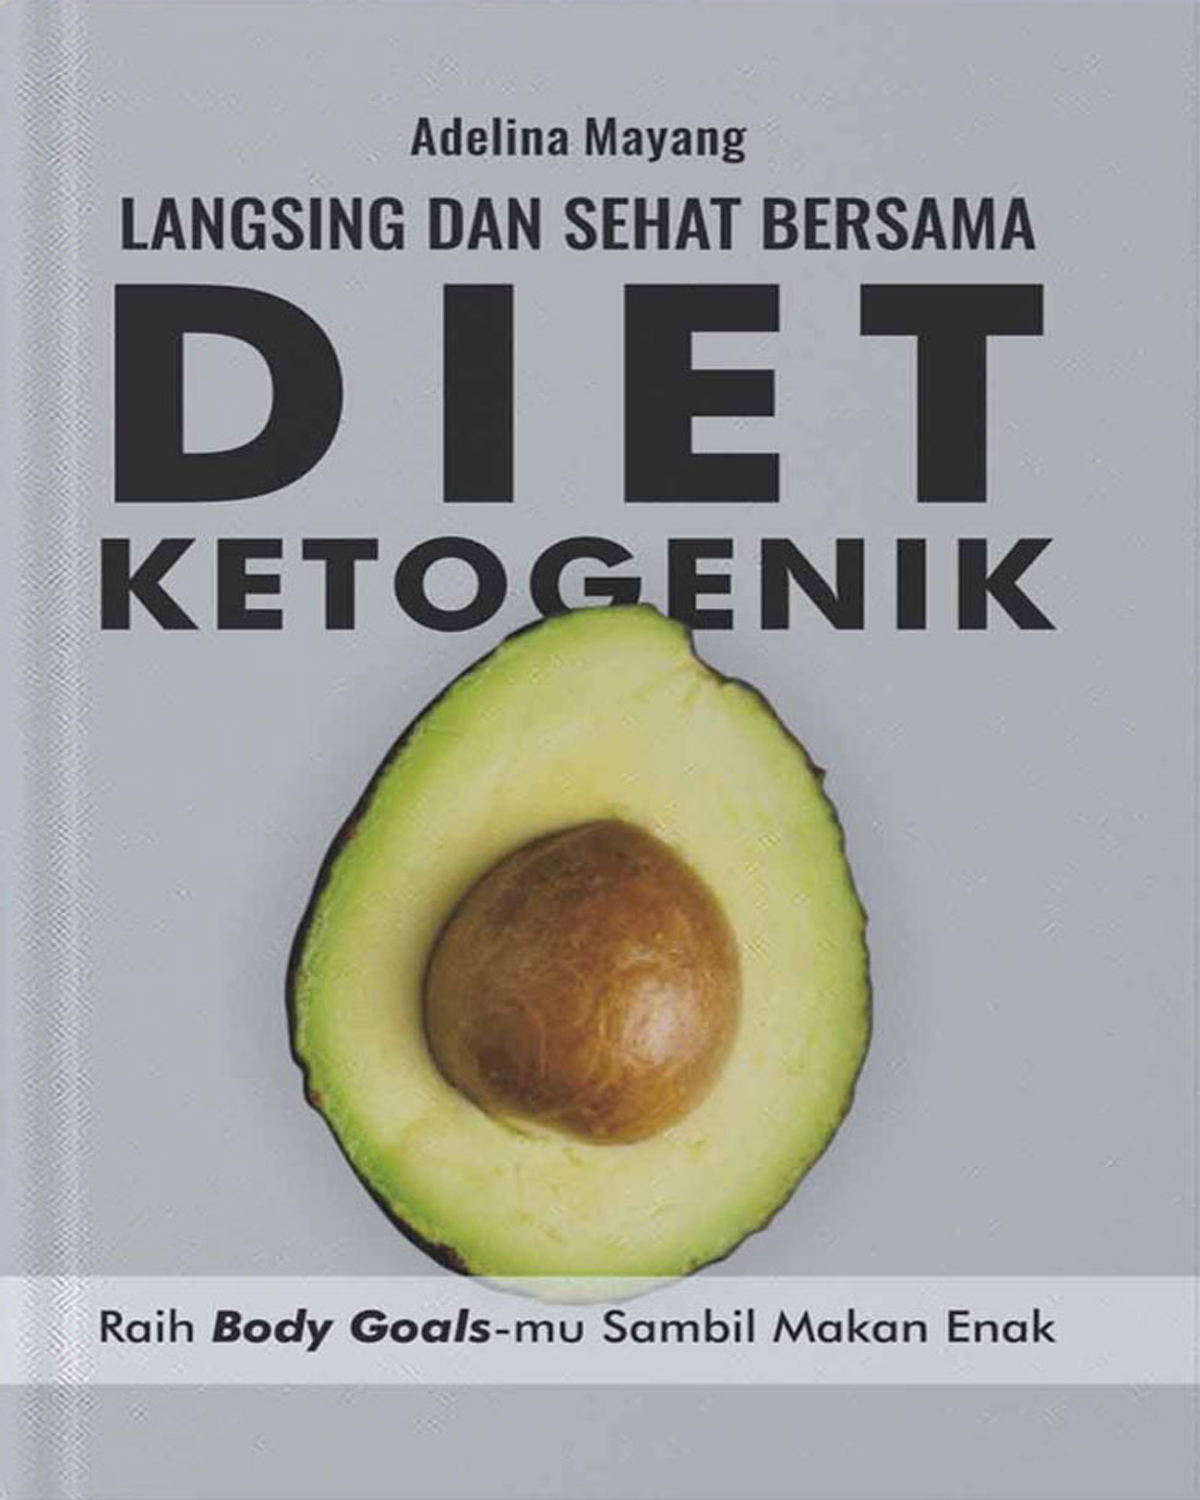 Adelina Mayang
LANGSING DAN SEHAT BERSAMA
DIET
KETOGENIK
Raih Body Goals-mu Sambil Makan Enak